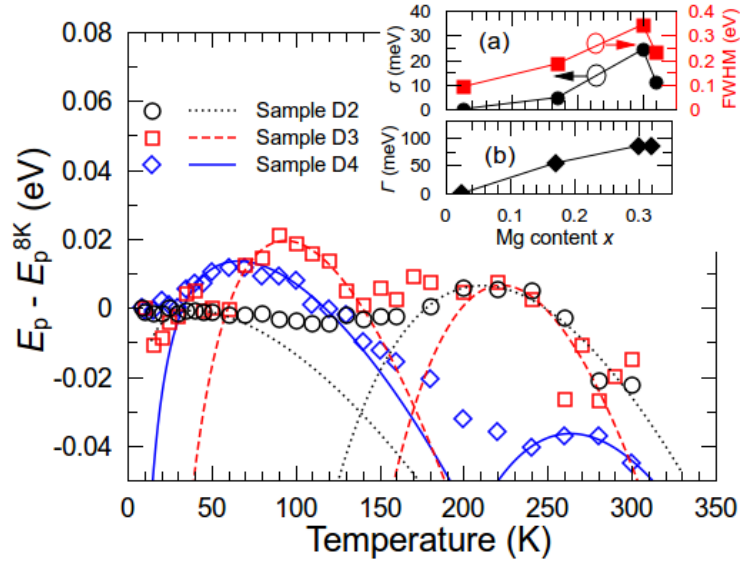 E_p - E_p^8K (eV)
0.08
0.06
0.04
0.02
0
-0.02
-0.04
Sample D2
Sample D3
Sample D4
0 50 100 150 200 250 300 350
Temperature (K)
(a)
σ (meV)
40
30
20
10
0
FWHM (eV)
0.4
0.3
0.2
0.1
0
(b)
Γ (meV)
100
50
0
0 0.1 0.2 0.3
Mg content x